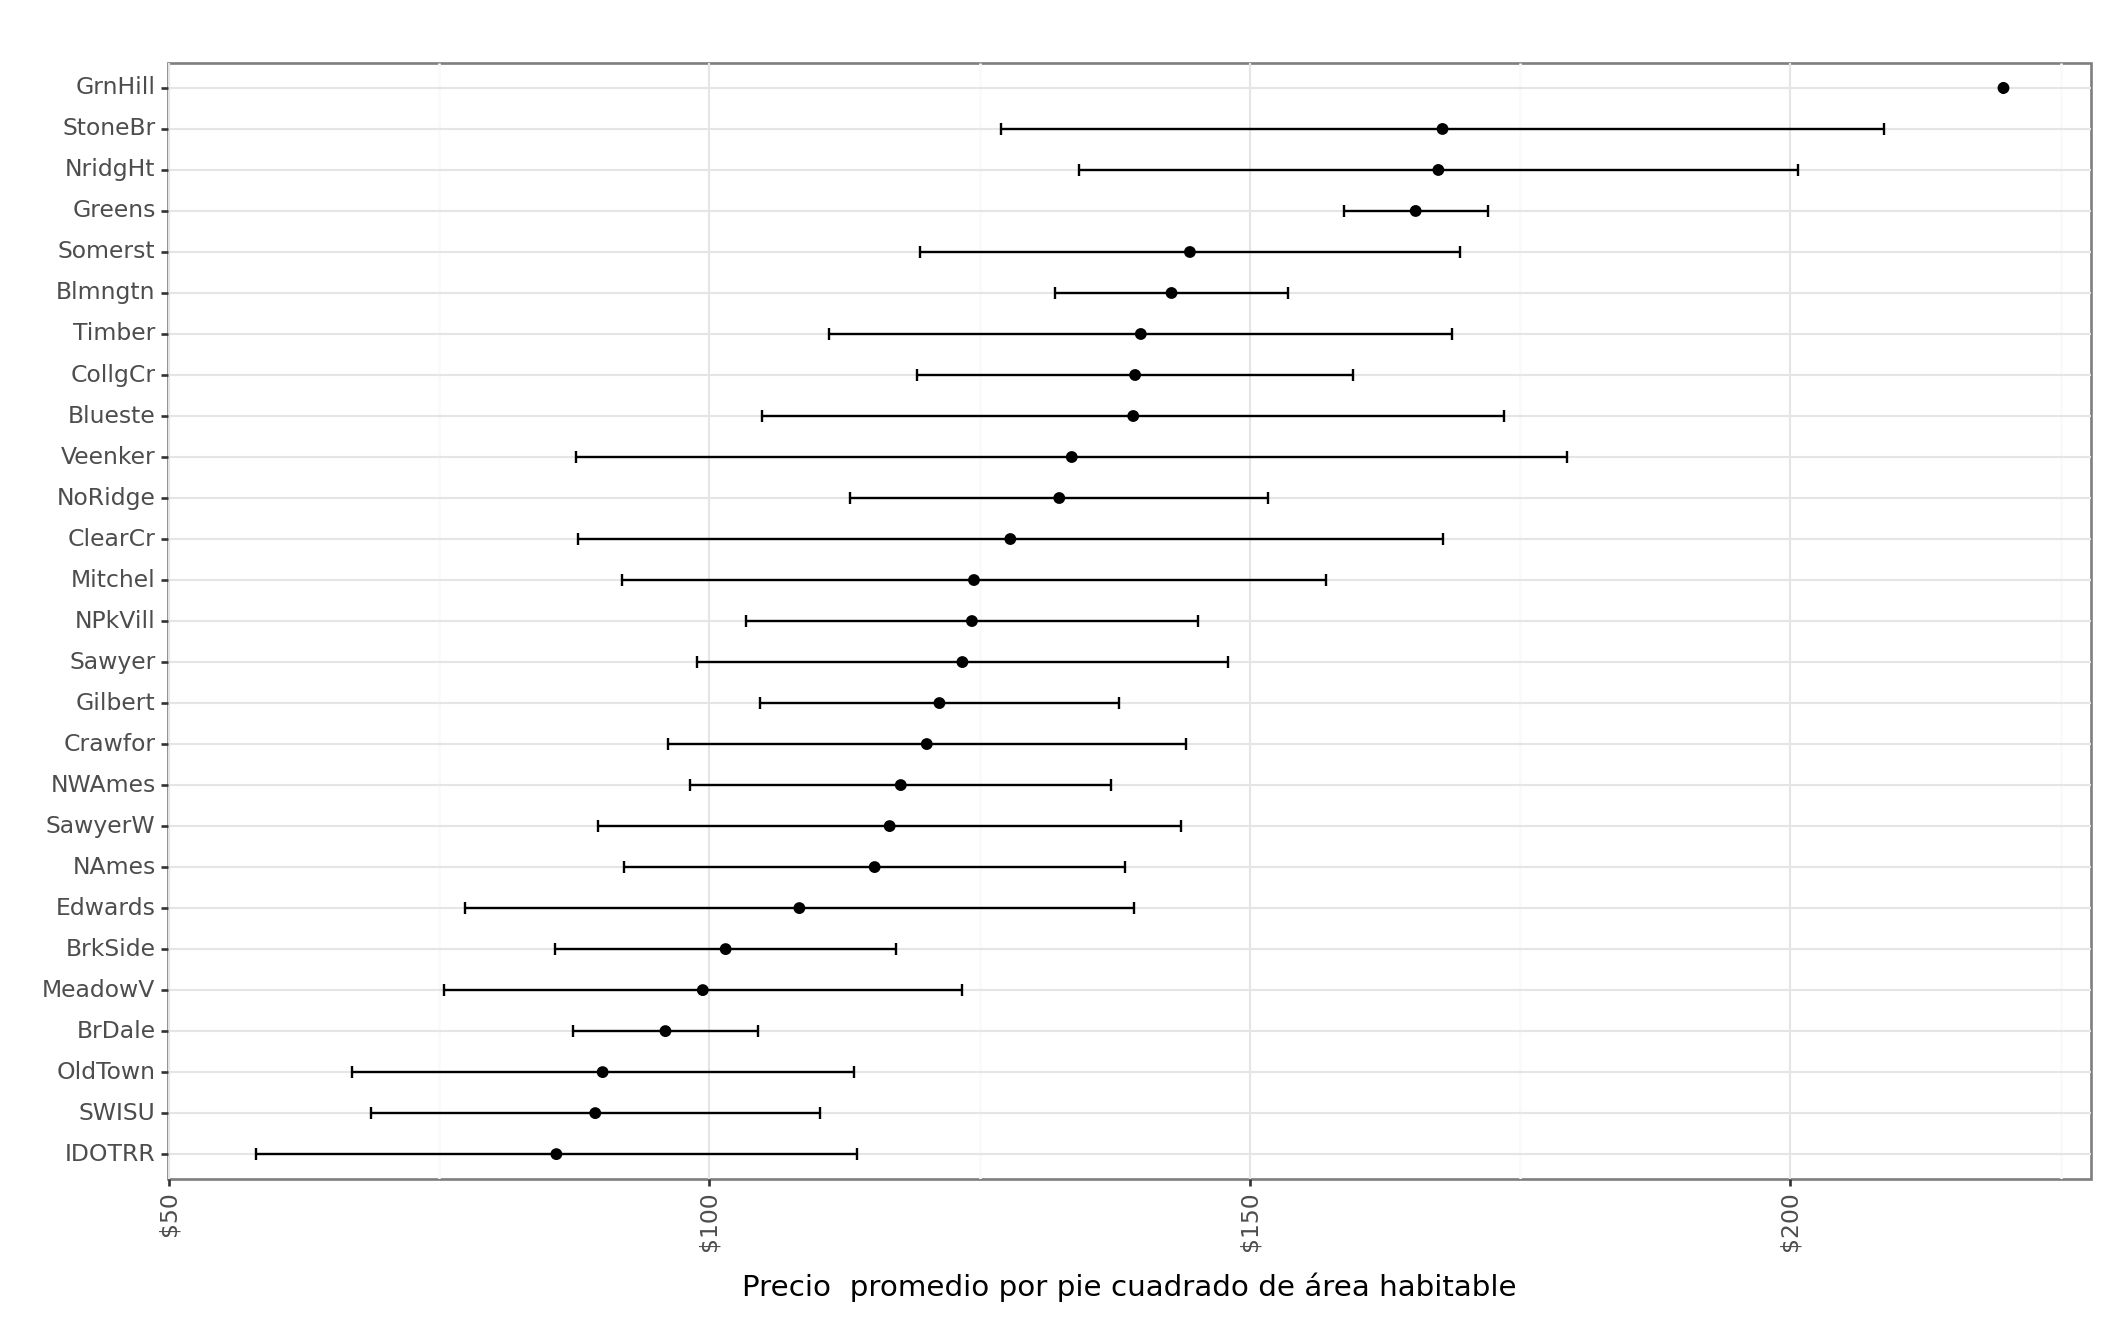 GrnHill
StoneBr
NridgHt
Greens
Somerst
Blmngtn
Timber
CollgCr
Blueste
Veenker
NoRidge
ClearCr
Mitchel
NPkVill
Sawyer
Gilbert
Crawfor
NWAmes
SawyerW
NAmes
Edwards
BrkSide
MeadowV
BrDale
OldTown
SWISU
IDOTRR
$50
$100
$150
$200
Precio  promedio por pie cuadrado de área habitable